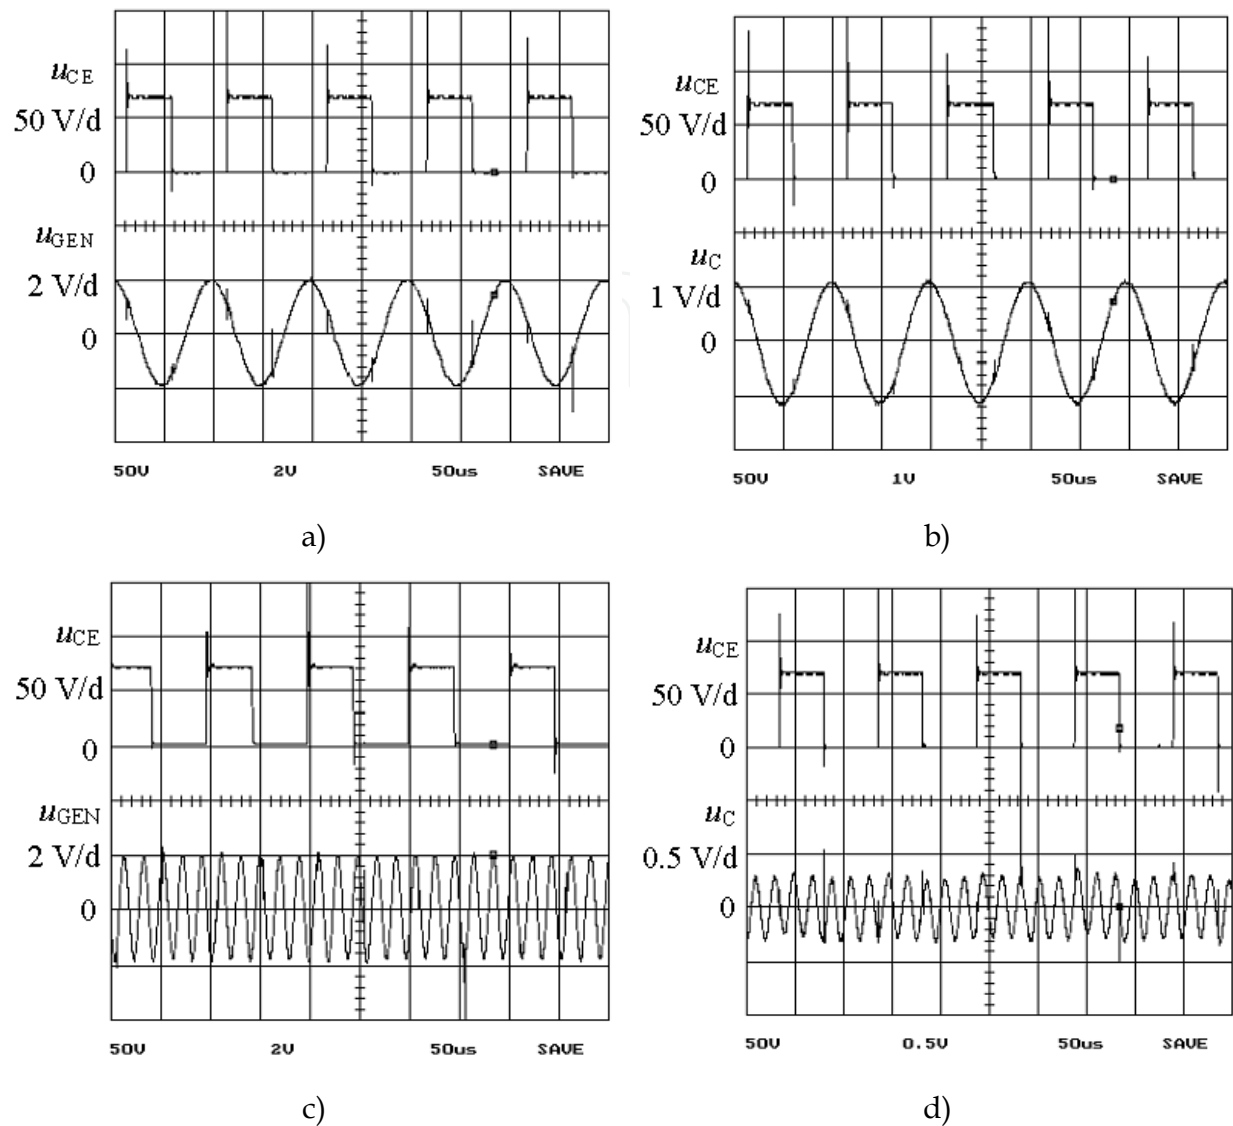 uCE
50 V/d
0
uGEN
2 V/d
0
50V 2V 50us SAVE
a)
uCE
50 V/d
0
uC
1 V/d
0
50V 1V 50us SAVE
b)
uCE
50 V/d
0
uGEN
2 V/d
0
50V 2V 50us SAVE
c)
uCE
50 V/d
0
uC
0.5 V/d
0
50V 0.5V 50us SAVE
d)